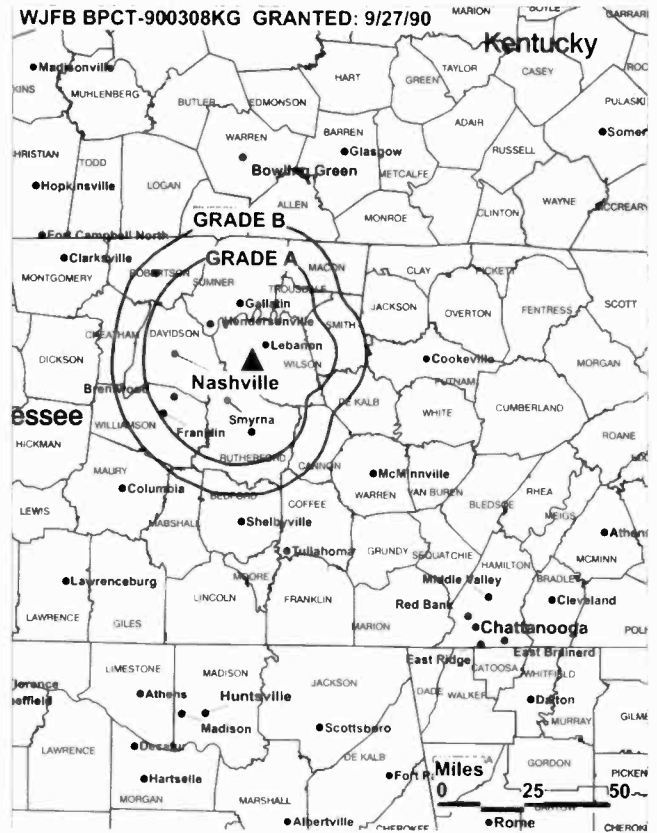 WJFB BPCT-900308KG GRANTED: 9/27/90
MARION
Kentucky
Madisonville
MUHLENBERG
BUTLER
EDMONSON
HART
GREEN
TAYLOR
CASEY
PULASKI
WARREN
BARREN
Glasgow
ADAIR
RUSSELL
TODD
Hopkinsville
LOGAN
Bowling Green
METCALFE
ALLEN
MONROE
CLINTON
WAYNE
MCCREARY
GRADE B
Fort Campbell North
Clarksville
MONTGOMERY
ROBERTSON
GRADE A
SUMNER
MACON
TROUSDALE
CLAY
PICKETT
SCOTT
JACKSON
OVERTON
FENTRESS
Gallatin
Hendersonville
SMITH
CHEATHAM
DAVIDSON
Lebanon
WILSON
DICKSON
Nashville
Cookeville
PUTNAM
MORGAN
Brentwood
DE KALB
WHITE
CUMBERLAND
essee
WILLIAMSON
Franklin
Smyrna
ROANE
HICKMAN
RUTHERFORD
CANNON
MAURY
Columbia
McMinnville
WARREN
VAN BUREN
RHEA
BLEDSOE
MEIGS
LEWIS
BEDFORD
COFFEE
MARSHALL
Shelbyville
Tullahoma
GRUNDY
SEQUATCHIE
HAMILTON
MCMINN
Lawrenceburg
MOORE
Middle Valley
BRADLEY
LAWRENCE
GILES
LINCOLN
FRANKLIN
MARION
Red Bank
Cleveland
Chattanooga
East Ridge
East Brainerd
LIMESTONE
MADISON
JACKSON
DADE
WALKER
CATOOSA
WHITFIELD
Athens
Huntsville
Madison
Scottsboro
Dalton
MURRAY
LAWRENCE
Decatur
DE KALB
Hartselle
MORGAN
MARSHALL
Albertville
CHEROKEE
GORDON
Miles
0
25
50
BARTOW
Rome